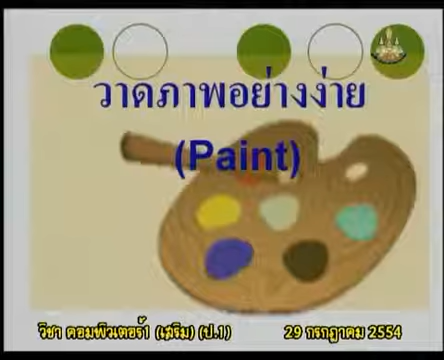 วาดภาพอย่างง่าย
(Paint)
วิชา คอมพิวเตอร์1 (เสริม) (ป.1) 29 กรกฎาคม 2554